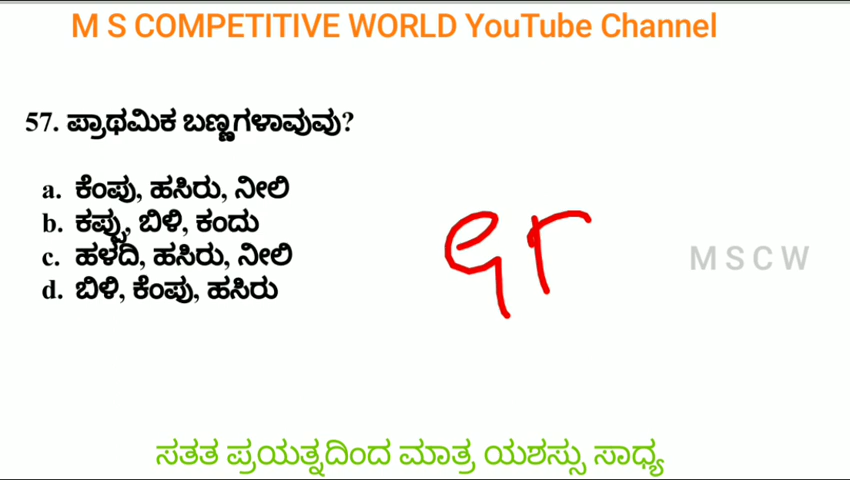 M S COMPETITIVE WORLD YouTube Channel
57. ಪ್ರಾಥಮಿಕ ಬಣ್ಣಗಳಾವುವು?
a. ಕೆಂಪು, ಹಸಿರು, ನೀಲಿ
b. ಕಪ್ಪು, ಬಿಳಿ, ಕಂದು
c. ಹಳದಿ, ಹಸಿರು, ನೀಲಿ
d. ಬಿಳಿ, ಕೆಂಪು, ಹಸಿರು
M S C W
ಸತತ ಪ್ರಯತ್ನದಿಂದ ಮಾತ್ರ ಯಶಸ್ಸು ಸಾಧ್ಯ